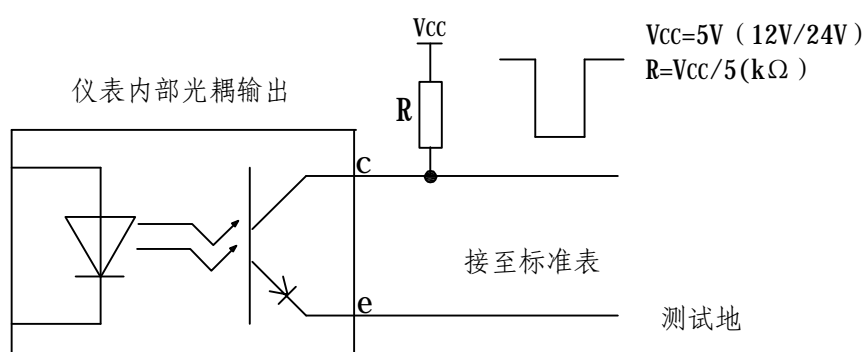 Vcc
Vcc=5V（12V/24V）
R=Vcc/5(kΩ）
仪表内部光耦输出
R
c
接至标准表
e
测试地